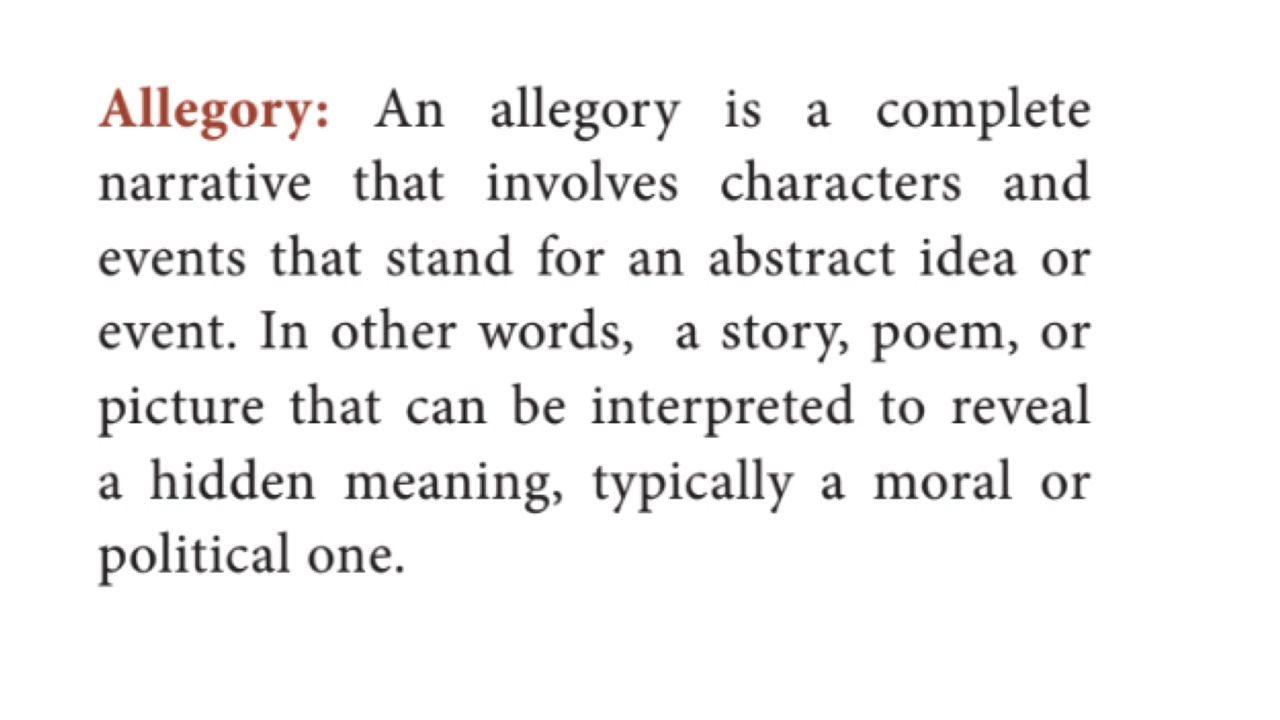 Allegory: An allegory is a complete
narrative that involves characters and
events that stand for an abstract idea or
event. In other words,  a story, poem, or
picture that can be interpreted to reveal
a hidden meaning, typically a moral or
political one.